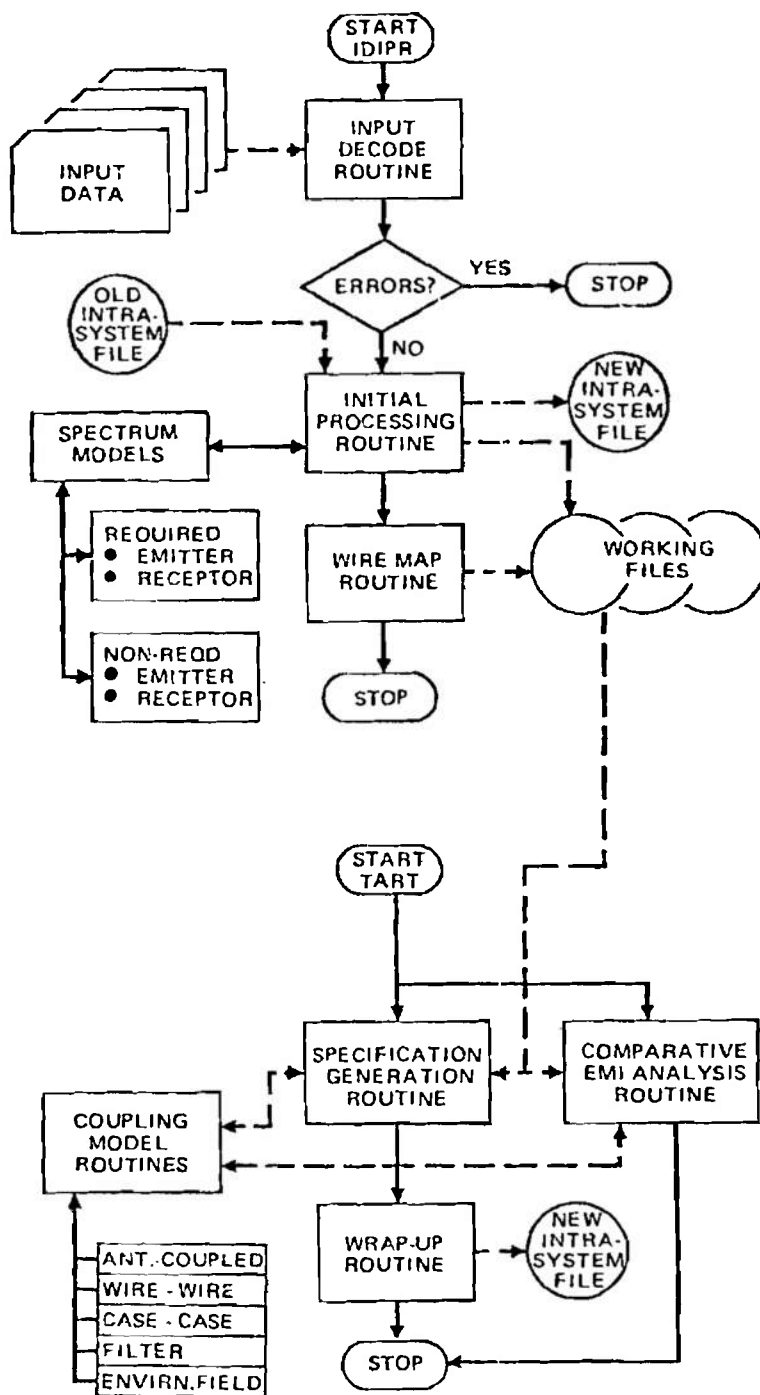 START
IDIPR
INPUT
DECODE
ROUTINE
INPUT
DATA
ERRORS?
YES
STOP
OLD
INTRA-
SYSTEM
FILE
NO
INITIAL
PROCESSING
ROUTINE
NEW
INTRA-
SYSTEM
FILE
SPECTRUM
MODELS
REQUIRED
● EMITTER
● RECEPTOR
WIRE MAP
ROUTINE
WORKING
FILES
NON-REQD
● EMITTER
● RECEPTOR
STOP
START
TART
SPECIFICATION
GENERATION
ROUTINE
COMPARATIVE
EMI ANALYSIS
ROUTINE
COUPLING
MODEL
ROUTINES
WRAP-UP
ROUTINE
NEW
INTRA-
SYSTEM
FILE
ANT.-COUPLED
WIRE - WIRE
CASE - CASE
FILTER
ENVIRN.FIELD
STOP